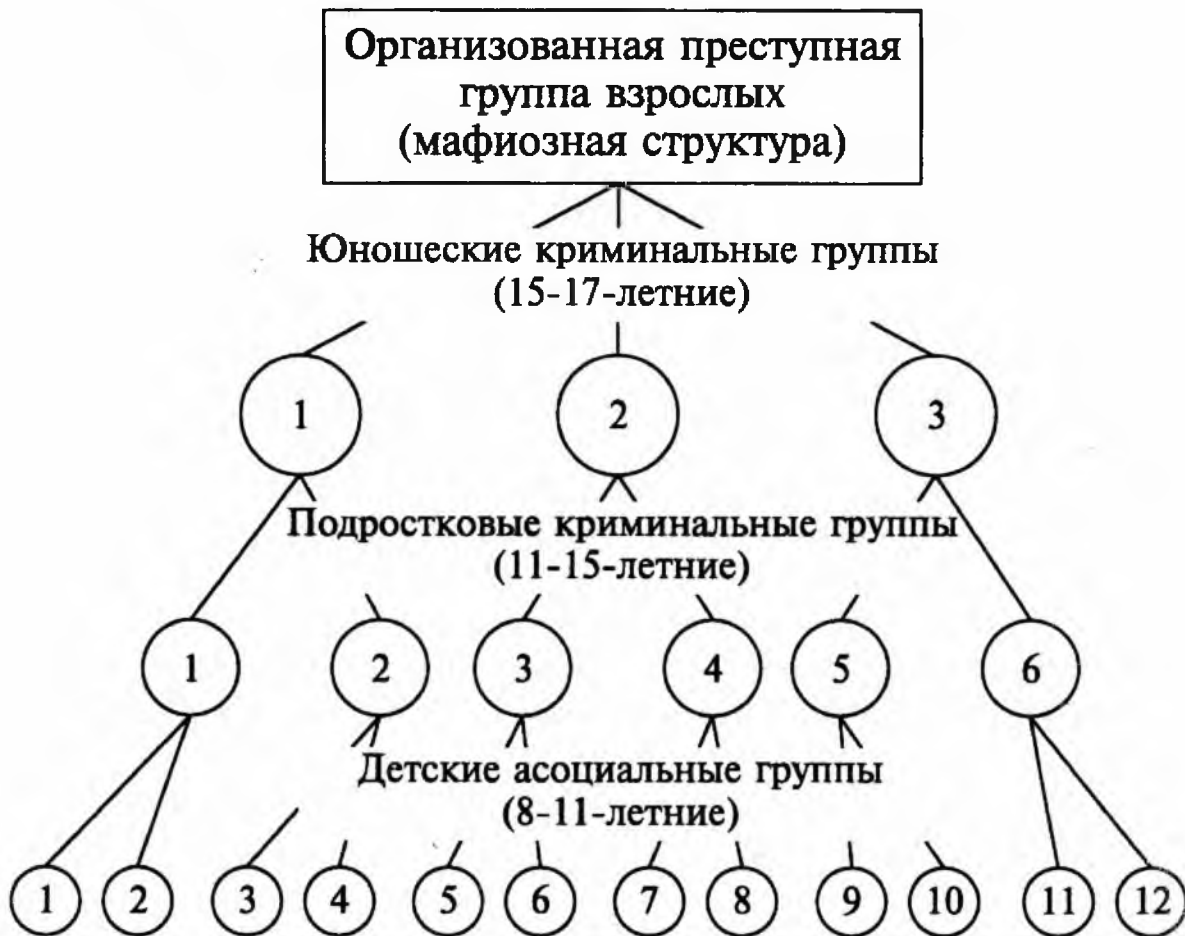 Организованная преступная
группа взрослых
(мафиозная структура)
Юношеские криминальные группы
(15-17-летние)
1 2 3
Подростковые криминальные группы
(11-15-летние)
1 2 3 4 5 6
Детские асоциальные группы
(8-11-летние)
1 2 3 4 5 6 7 8 9 10 11 12